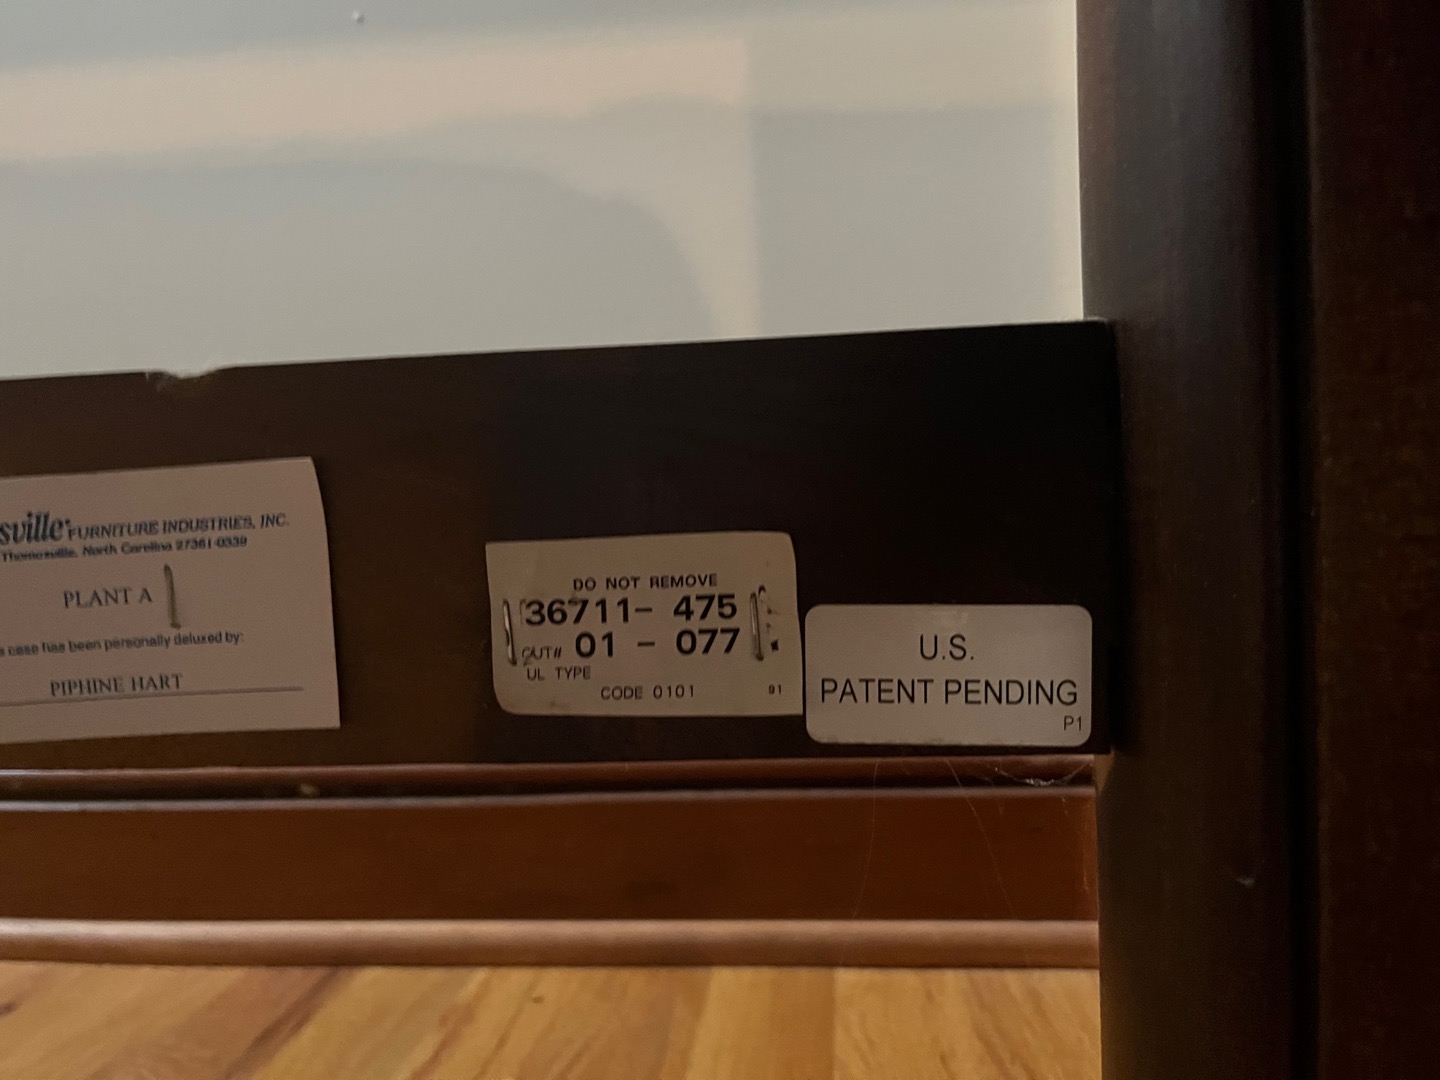 sville FURNITURE INDUSTRIES, INC.
Thomasville, North Carolina 27361-0339
PLANT A
case has been personally deluxed by:
PIPHINE HART
DO NOT REMOVE
36711- 475
CUT# 01 - 077
UL TYPE
CODE 0101 91
U.S.
PATENT PENDING
P1